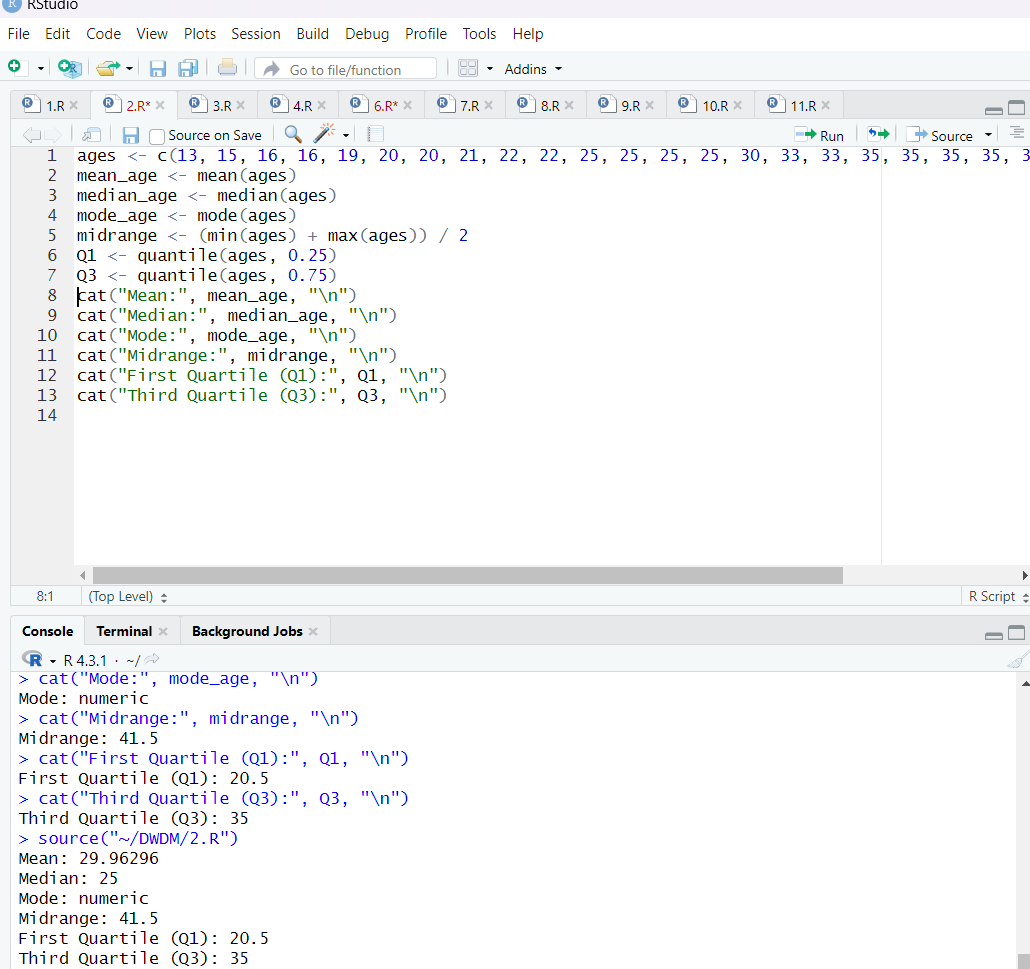 RStudio
File Edit Code View Plots Session Build Debug Profile Tools Help
Go to file/function Addins
1.R 2.R* 3.R 4.R 6.R* 7.R 8.R 9.R 10.R 11.R
Source on Save Run Source
1 ages <- c(13, 15, 16, 16, 19, 20, 20, 21, 22, 22, 25, 25, 25, 25, 30, 33, 33, 35, 35, 35, 35, 3
2 mean_age <- mean(ages)
3 median_age <- median(ages)
4 mode_age <- mode(ages)
5 midrange <- (min(ages) + max(ages)) / 2
6 Q1 <- quantile(ages, 0.25)
7 Q3 <- quantile(ages, 0.75)
8 cat("Mean:", mean_age, "\n")
9 cat("Median:", median_age, "\n")
10 cat("Mode:", mode_age, "\n")
11 cat("Midrange:", midrange, "\n")
12 cat("First Quartile (Q1):", Q1, "\n")
13 cat("Third Quartile (Q3):", Q3, "\n")
14
8:1 (Top Level) R Script
Console Terminal Background Jobs
R R 4.3.1 · ~/
> cat("Mode:", mode_age, "\n")
Mode: numeric
> cat("Midrange:", midrange, "\n")
Midrange: 41.5
> cat("First Quartile (Q1):", Q1, "\n")
First Quartile (Q1): 20.5
> cat("Third Quartile (Q3):", Q3, "\n")
Third Quartile (Q3): 35
> source("~/DWDM/2.R")
Mean: 29.96296
Median: 25
Mode: numeric
Midrange: 41.5
First Quartile (Q1): 20.5
Third Quartile (Q3): 35